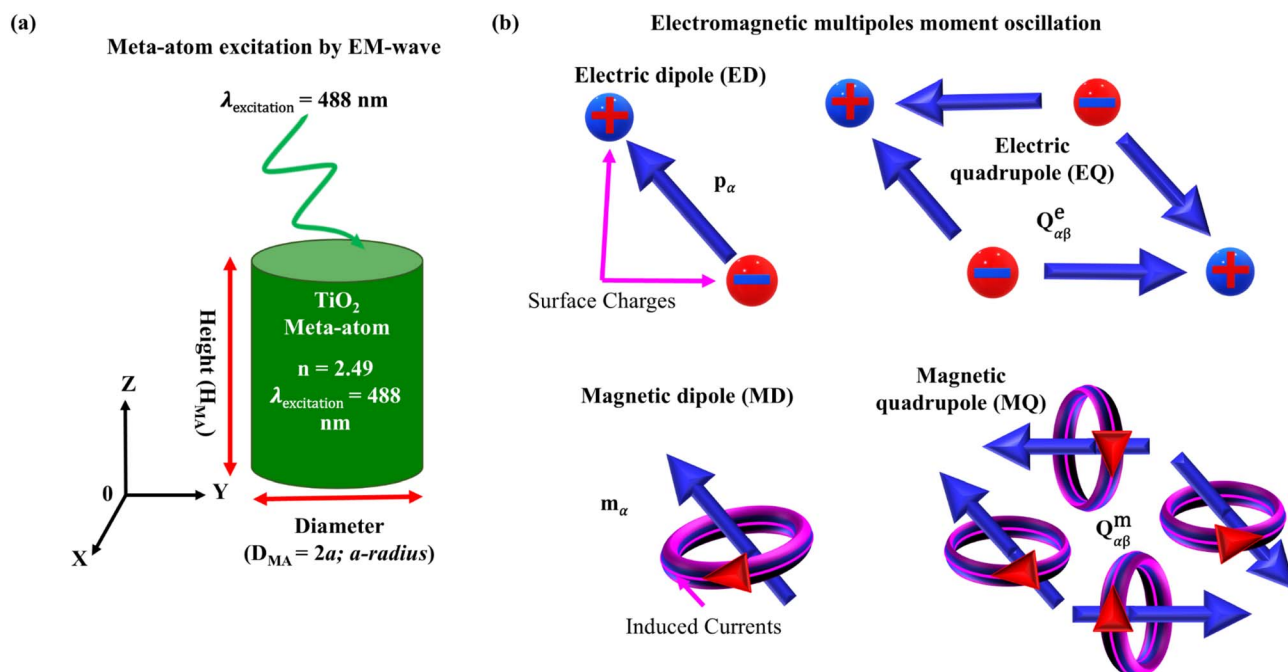 (a)
Meta-atom excitation by EM-wave
λexcitation = 488 nm
TiO2
Meta-atom
n = 2.49
λexcitation = 488
nm
Height (HMA)
Z
0
Y
X
Diameter
(DMA = 2a; a-radius)
(b)
Electromagnetic multipoles moment oscillation
Electric dipole (ED)
pα
Surface Charges
Electric
quadrupole (EQ)
Qeαβ
Magnetic dipole (MD)
mα
Induced Currents
Magnetic
quadrupole (MQ)
Qmαβ